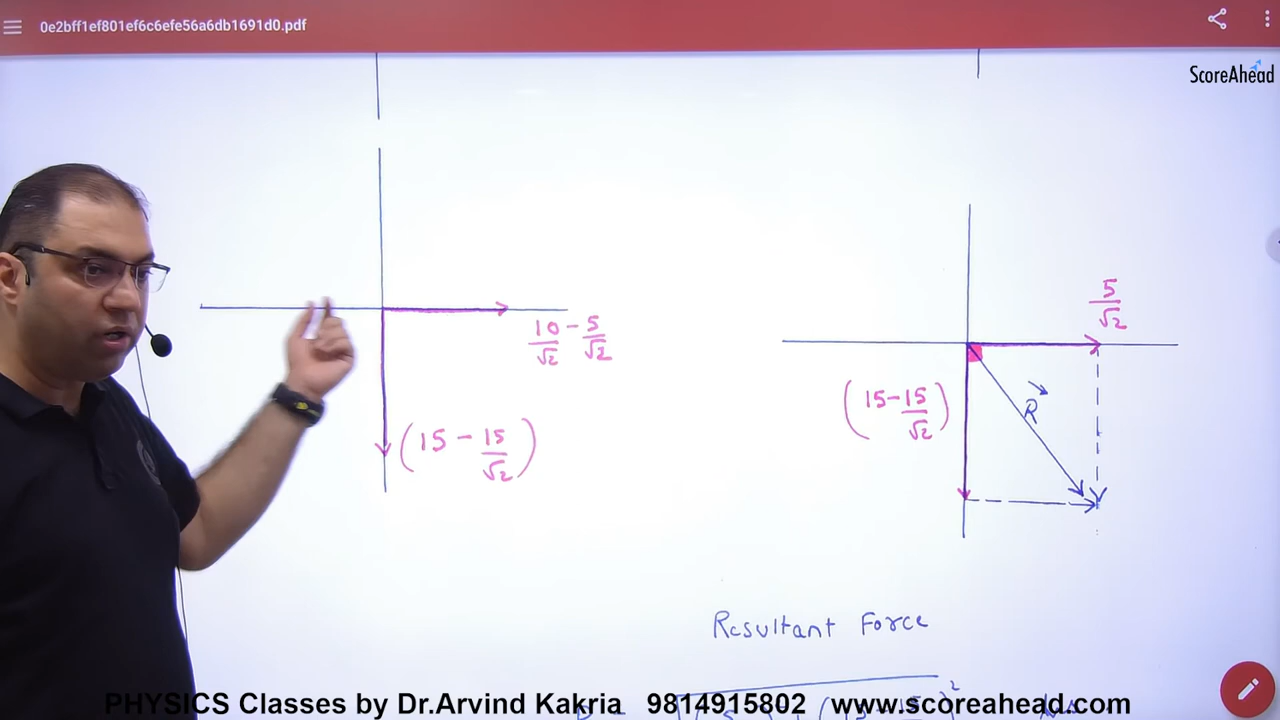 0e2bff1ef801ef6c6efe56a6db1691d0.pdf
ScoreAhead
10/√2 - 5/√2
(15 - 15/√2)
5/√2
(15 - 15/√2)
R⃗
Resultant Force
PHYSICS Classes by Dr.Arvind Kakria 9814915802 www.scoreahead.com